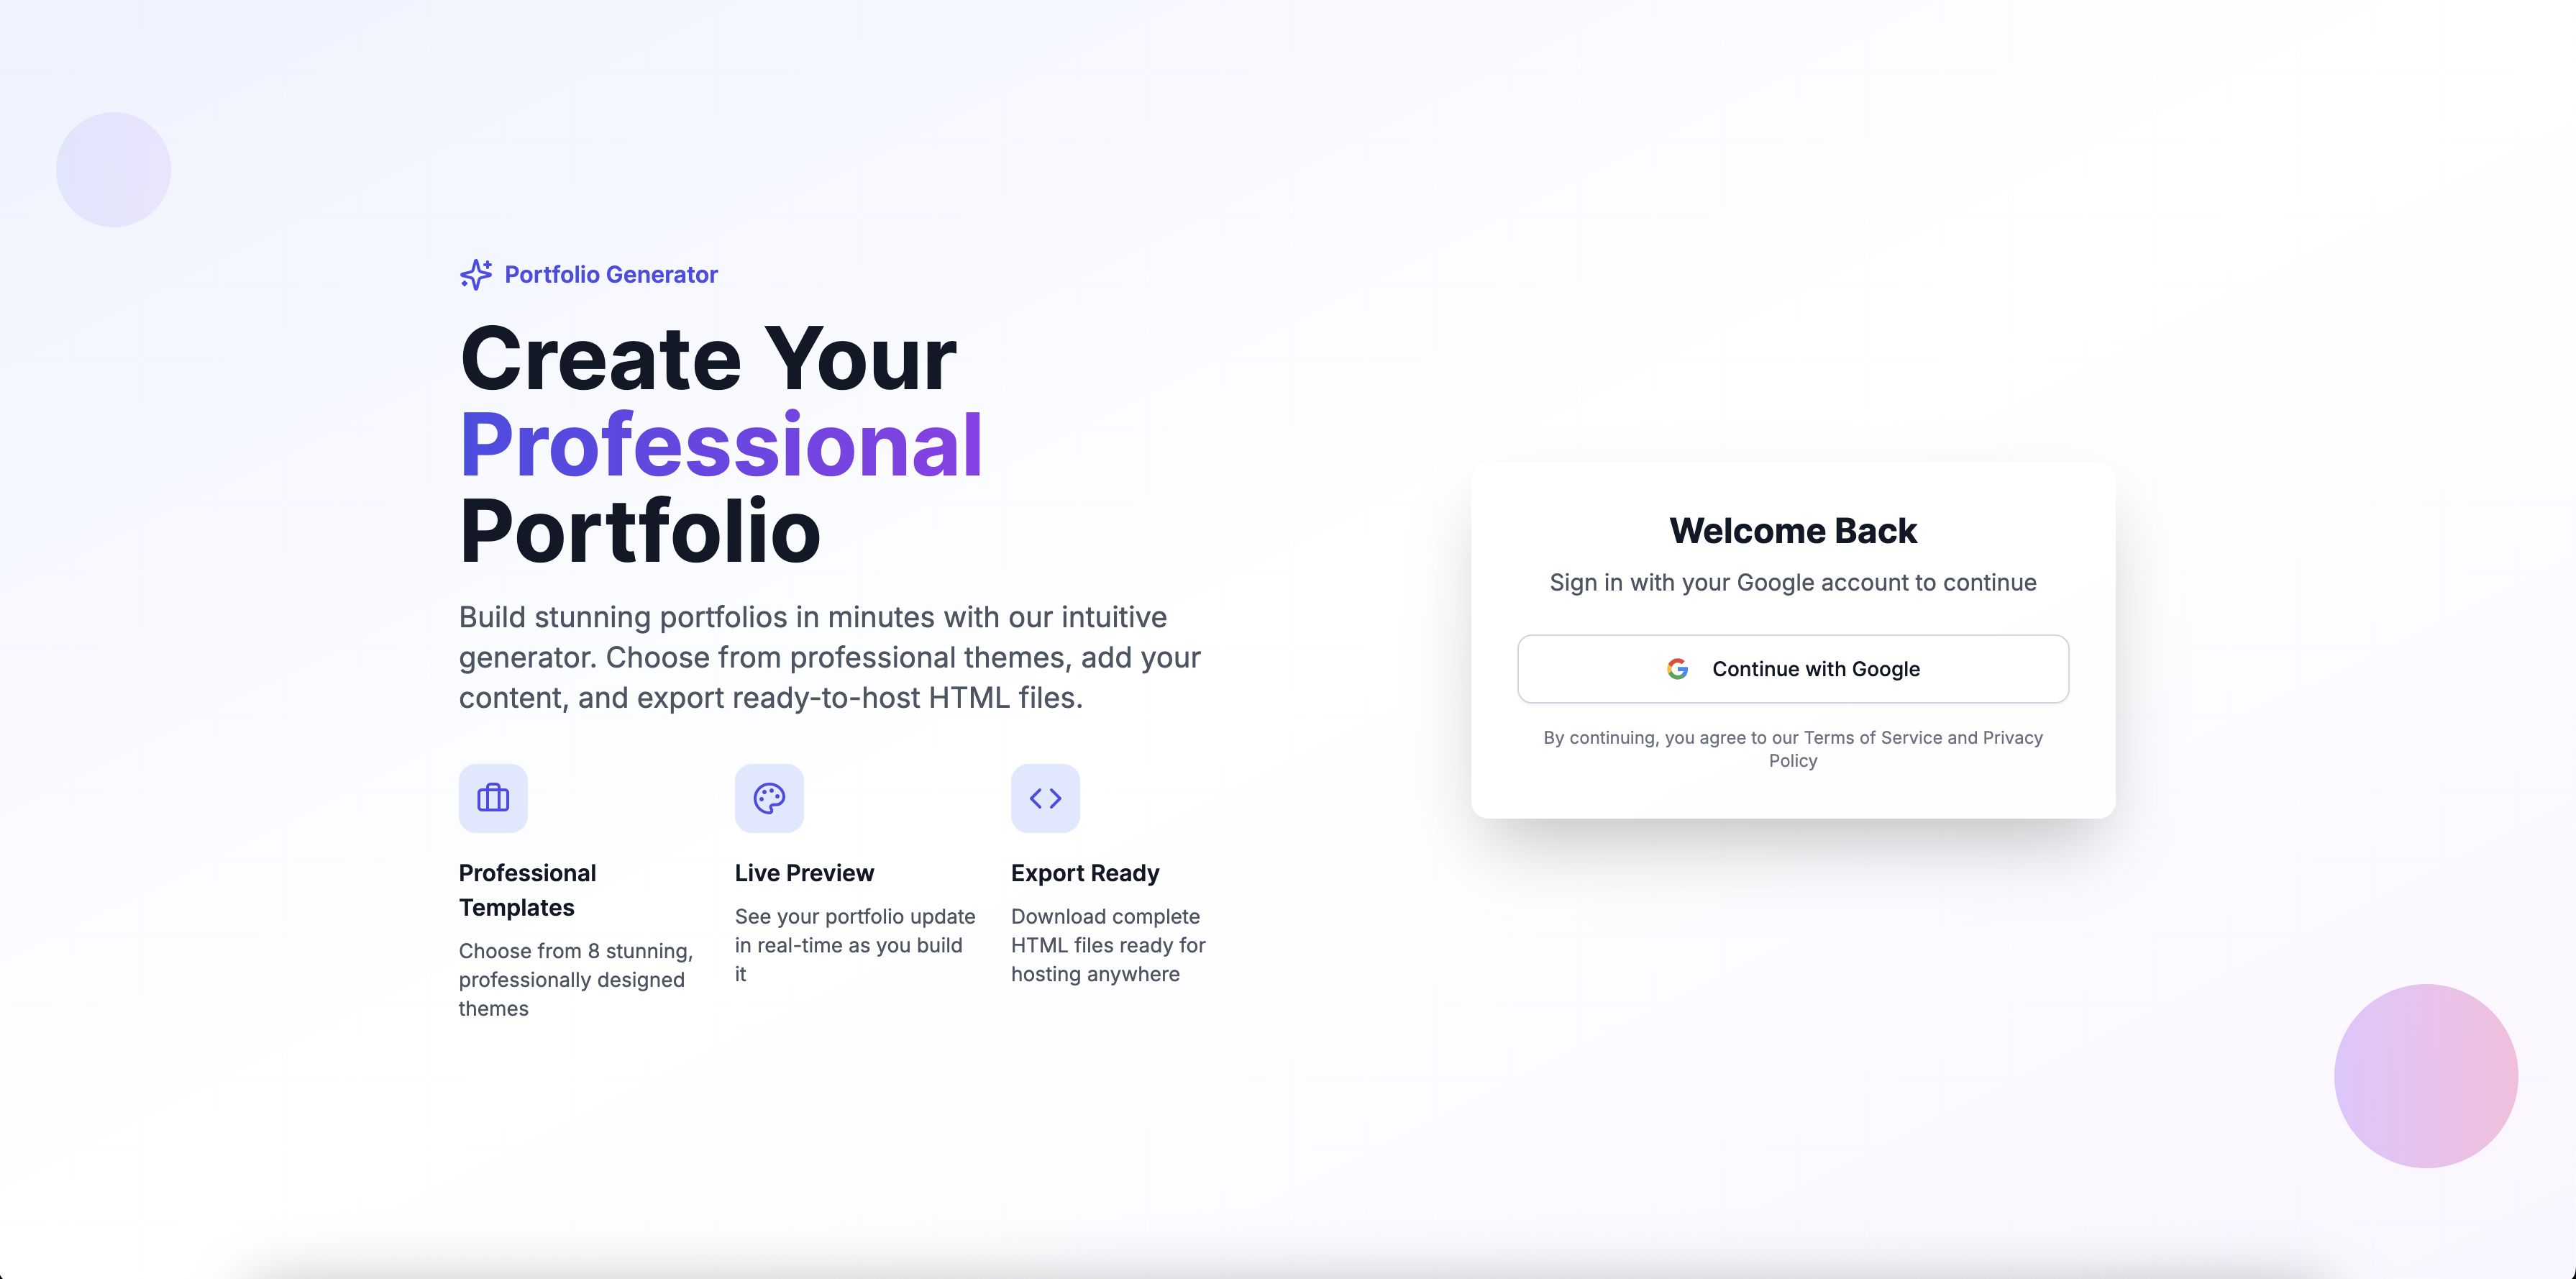 Portfolio Generator
Create Your
Professional
Portfolio
Build stunning portfolios in minutes with our intuitive
generator. Choose from professional themes, add your
content, and export ready-to-host HTML files.
Professional
Templates
Choose from 8 stunning,
professionally designed
themes
Live Preview
See your portfolio update
in real-time as you build
it
Export Ready
Download complete
HTML files ready for
hosting anywhere
Welcome Back
Sign in with your Google account to continue
Continue with Google
By continuing, you agree to our Terms of Service and Privacy
Policy